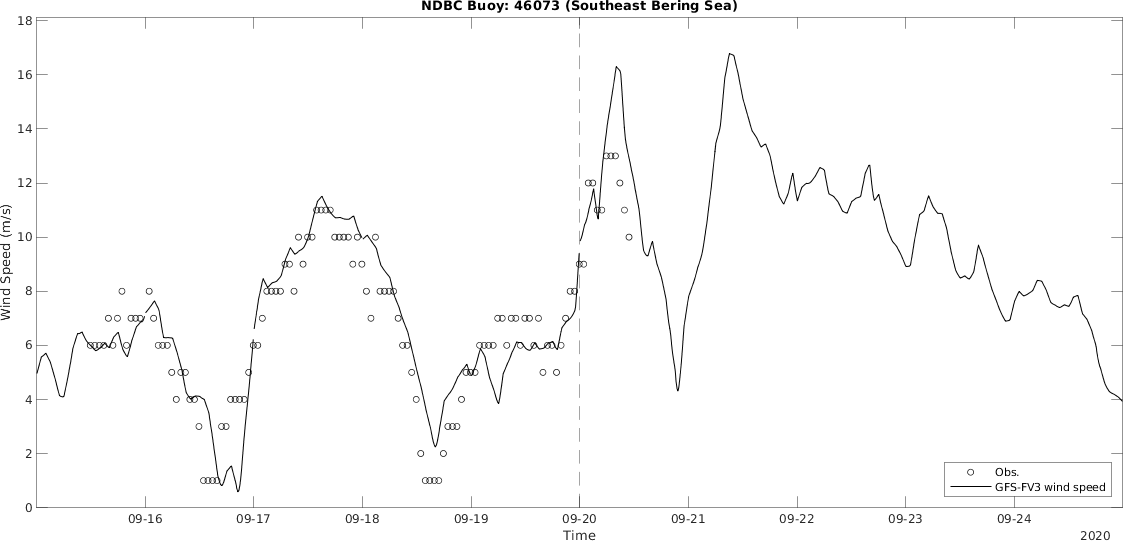 NDBC Buoy: 46073 (Southeast Bering Sea)
18
16
14
12
10
8
6
4
2
0
Wind Speed (m/s)
Obs.
GFS-FV3 wind speed
09-16 09-17 09-18 09-19 09-20 09-21 09-22 09-23 09-24
Time
2020